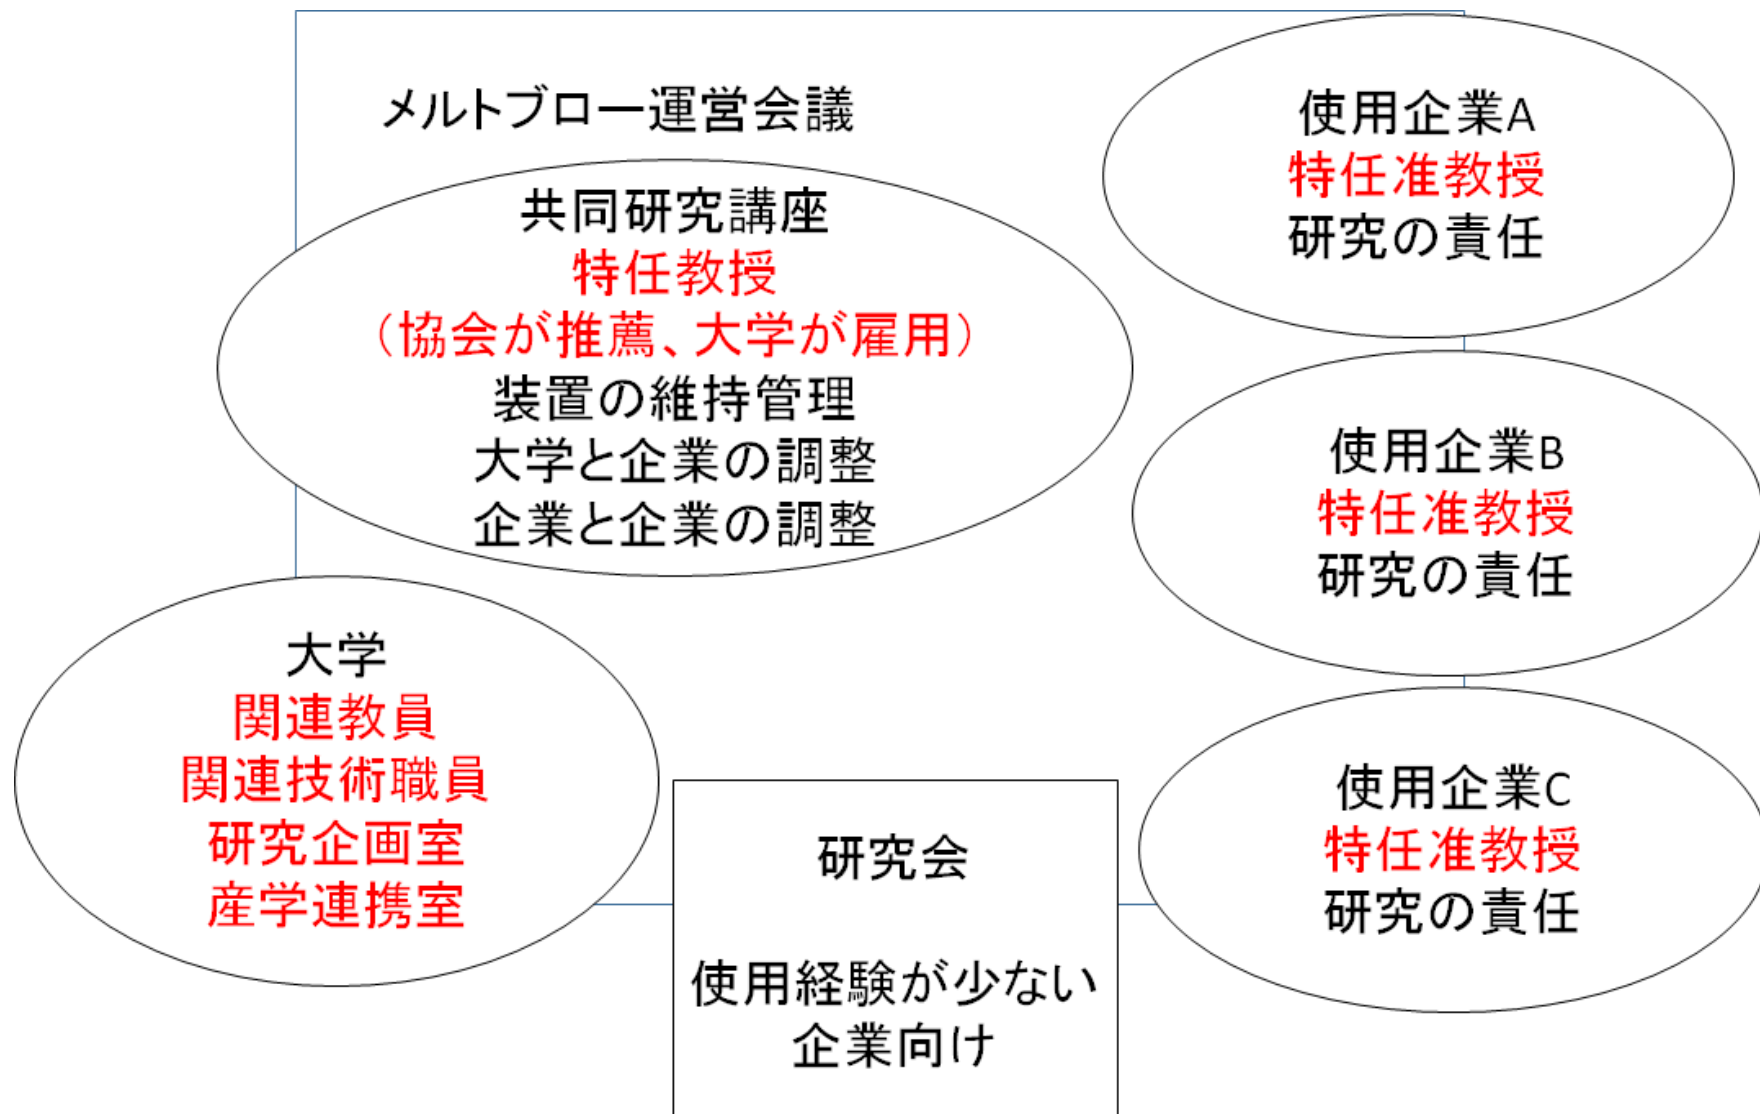 メルトブロー運営会議
共同研究講座
特任教授
（協会が推薦、大学が雇用）
装置の維持管理
大学と企業の調整
企業と企業の調整
大学
関連教員
関連技術職員
研究企画室
産学連携室
研究会
使用経験が少ない
企業向け
使用企業A
特任准教授
研究の責任
使用企業B
特任准教授
研究の責任
使用企業C
特任准教授
研究の責任